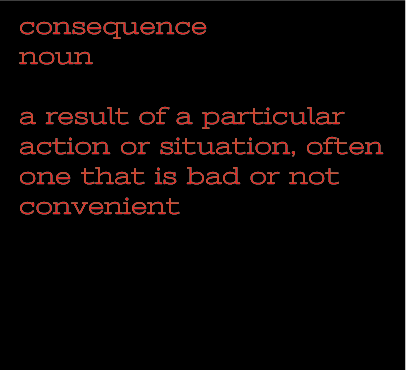 consequence
noun
a result of a particular
action or situation, often
one that is bad or not
convenient